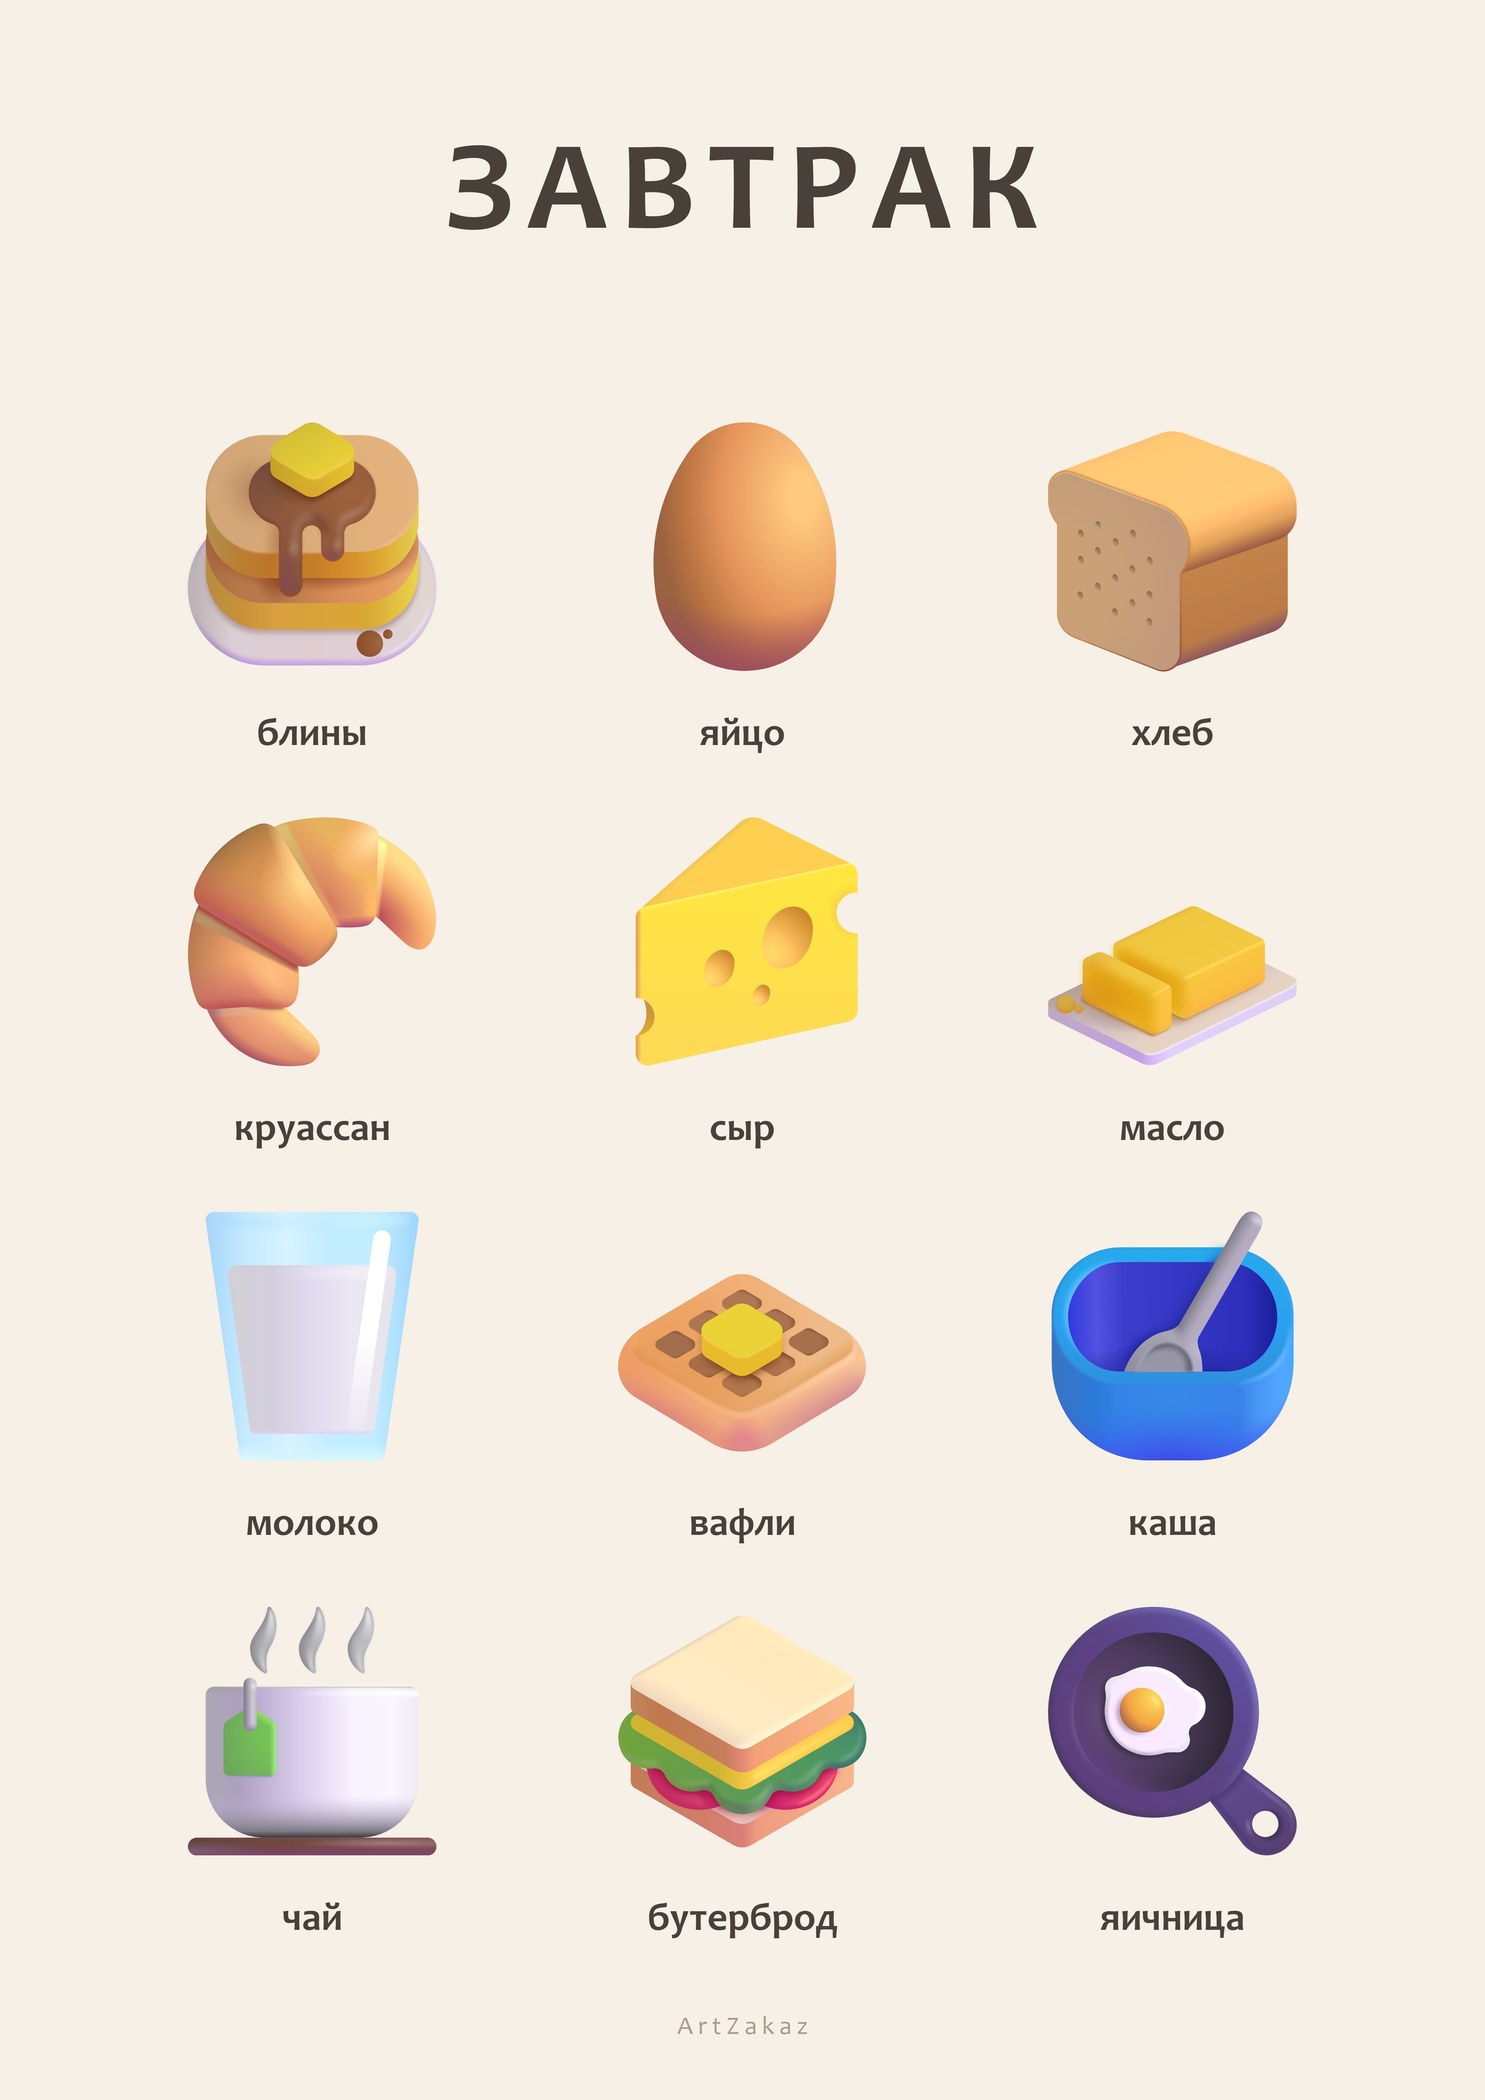 ЗАВТРАК
блины
яйцо
хлеб
круассан
сыр
масло
молоко
вафли
каша
чай
бутерброд
яичница
ArtZakaz